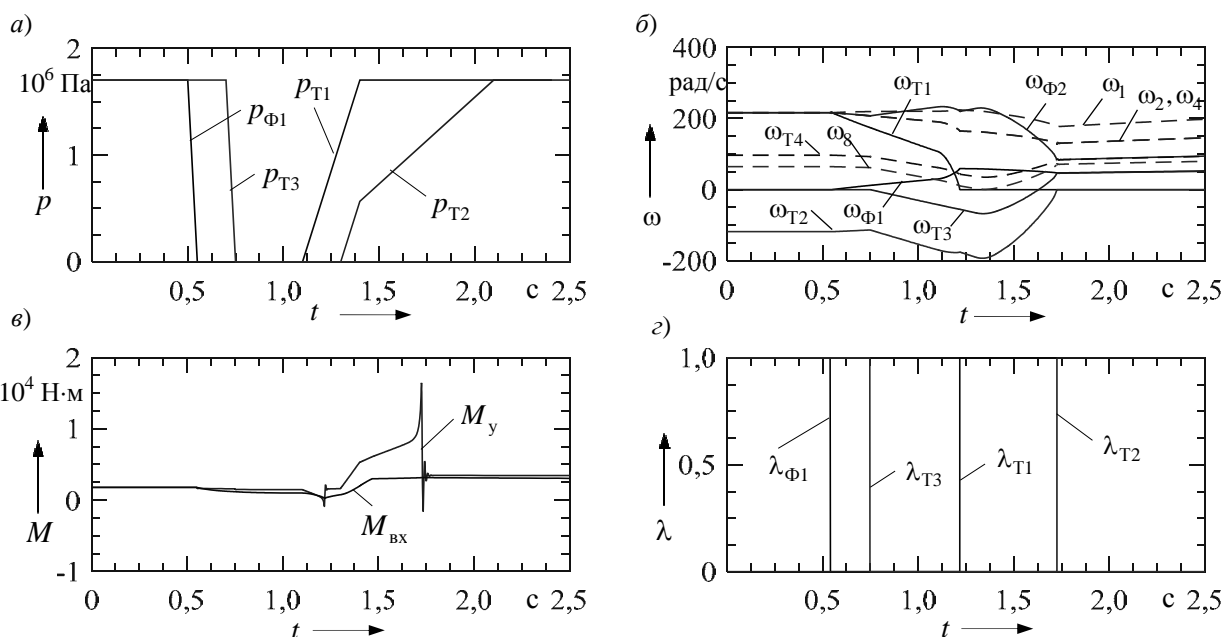 а)
2
10⁶ Па
1
p
0
p_Ф1
p_Т3
p_Т1
p_Т2
0,5 1,0 1,5 2,0 с 2,5
t
б)
400
рад/с
200
ω
0
-200
ω_Т1
ω_Ф2
ω_1
ω_2, ω_4
ω_Т4
ω_8
ω_Т2
ω_Ф1
ω_Т3
0,5 1,0 1,5 2,0 с 2,5
t
в)
2
10⁴ Н·м
1
0
M
-1
M_у
M_вх
0 0,5 1,0 1,5 2,0 с 2,5
t
г)
1,0
0,5
λ
0
λ_Ф1
λ_Т3
λ_Т1
λ_Т2
0,5 1,0 1,5 2,0 с 2,5
t